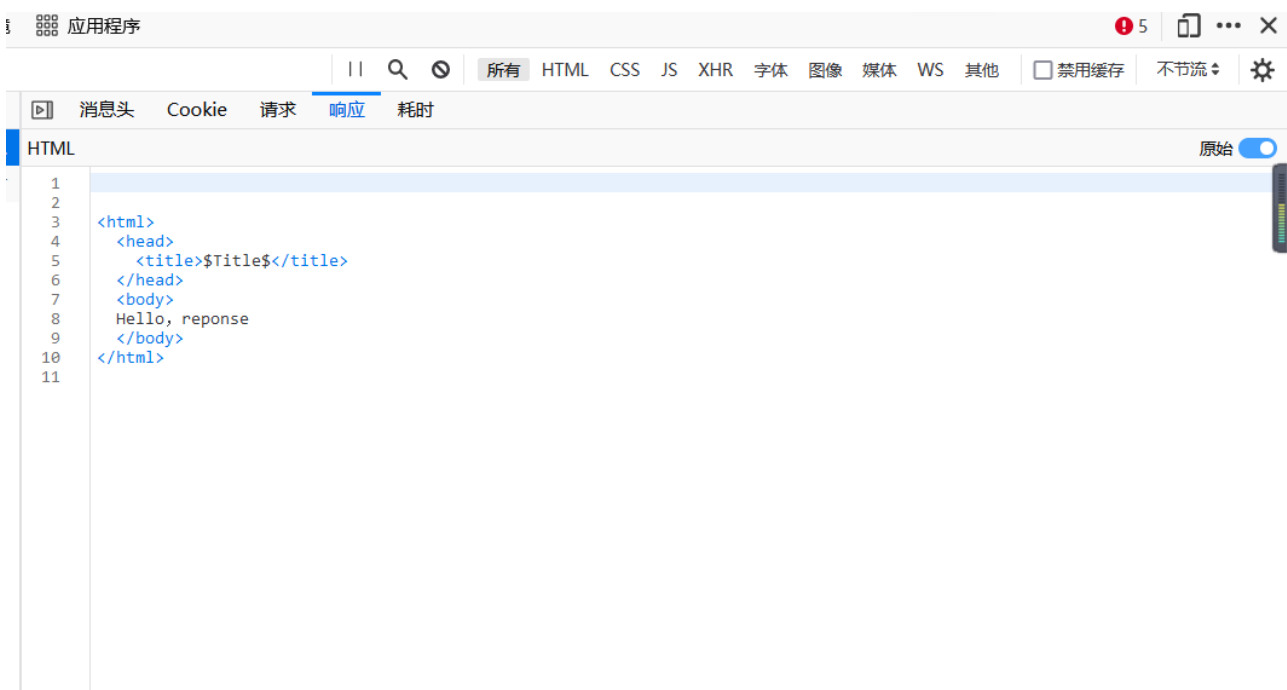 应用程序 5
所有 HTML CSS JS XHR 字体 图像 媒体 WS 其他 禁用缓存 不节流
消息头 Cookie 请求 响应 耗时
HTML 原始
1
2
3 <html>
4 <head>
5 <title>$Title$</title>
6 </head>
7 <body>
8 Hello，reponse
9 </body>
10 </html>
11